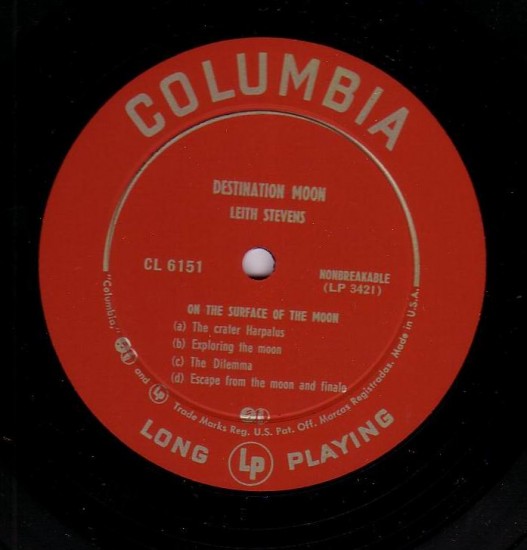 COLUMBIA
DESTINATION MOON
LEITH STEVENS
CL 6151
NONBREAKABLE
(LP 3421)
ON THE SURFACE OF THE MOON
(a) The crater Harpalus
(b) Exploring the moon
(c) The Dilemma
(d) Escape from the moon and finale
"Columbia," and LP Trade Marks Reg. U.S. Pat. Off. Marcas Registradas. Made in U.S.A.
LONG LP PLAYING